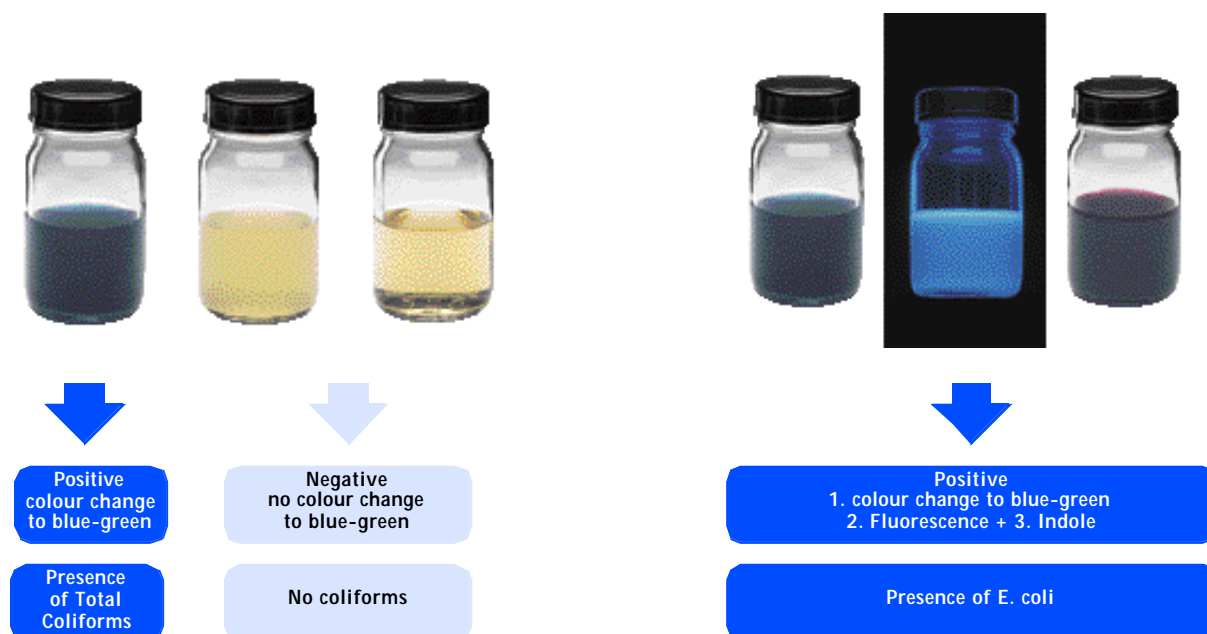 Positive
colour change
to blue-green
Negative
no colour change
to blue-green
Positive
1. colour change to blue-green
2. Fluorescence + 3. Indole
Presence
of Total
Coliforms
No coliforms
Presence of E. coli